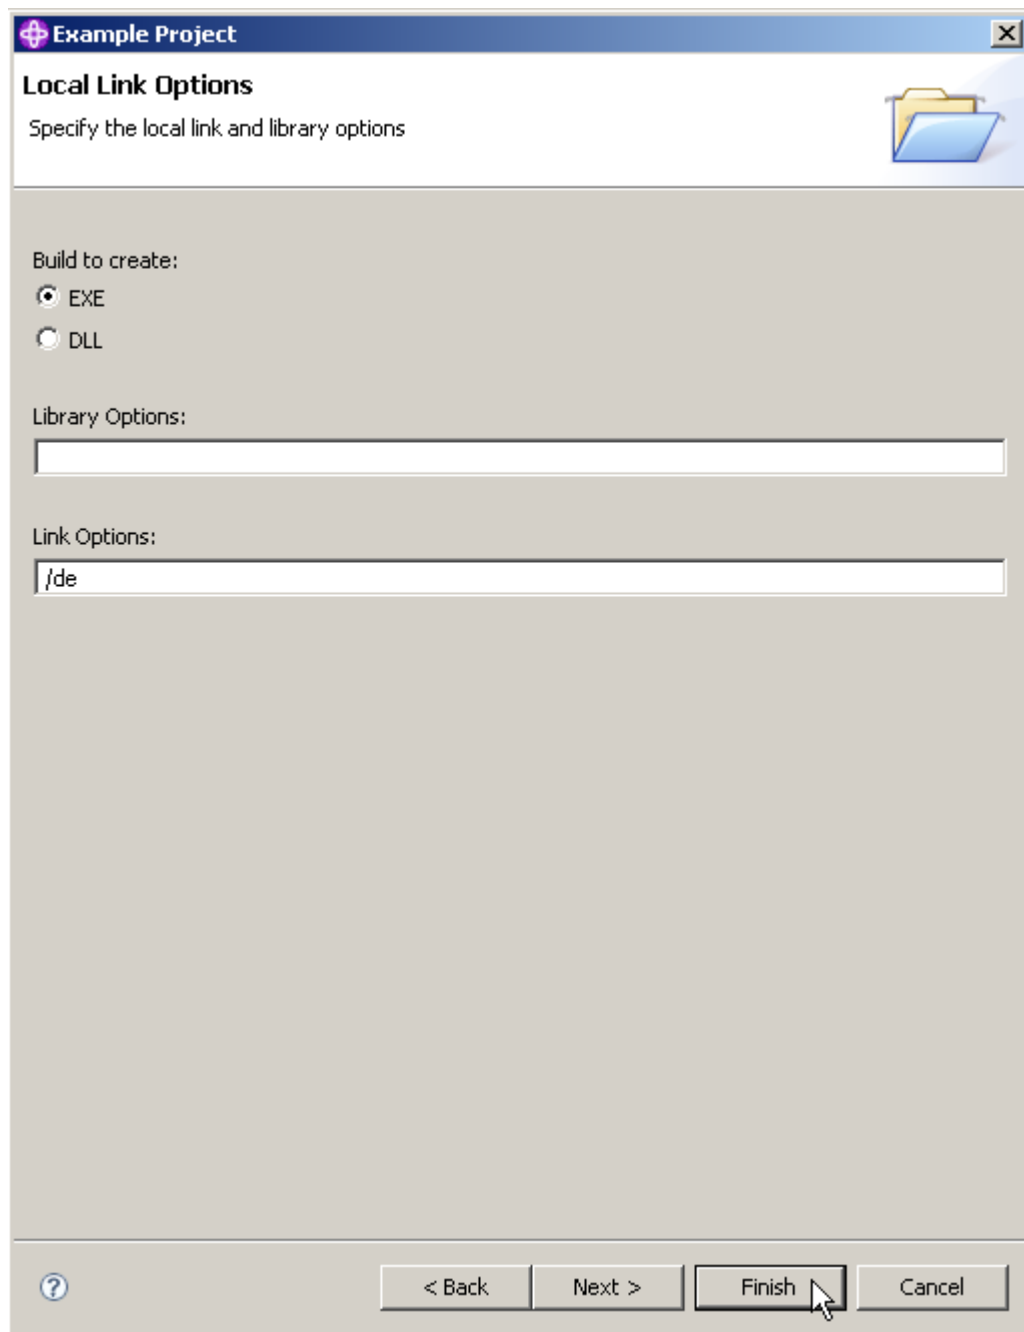 Example Project
Local Link Options
Specify the local link and library options
Build to create:
EXE
DLL
Library Options:
Link Options:
/de
?
< Back
Next >
Finish
Cancel